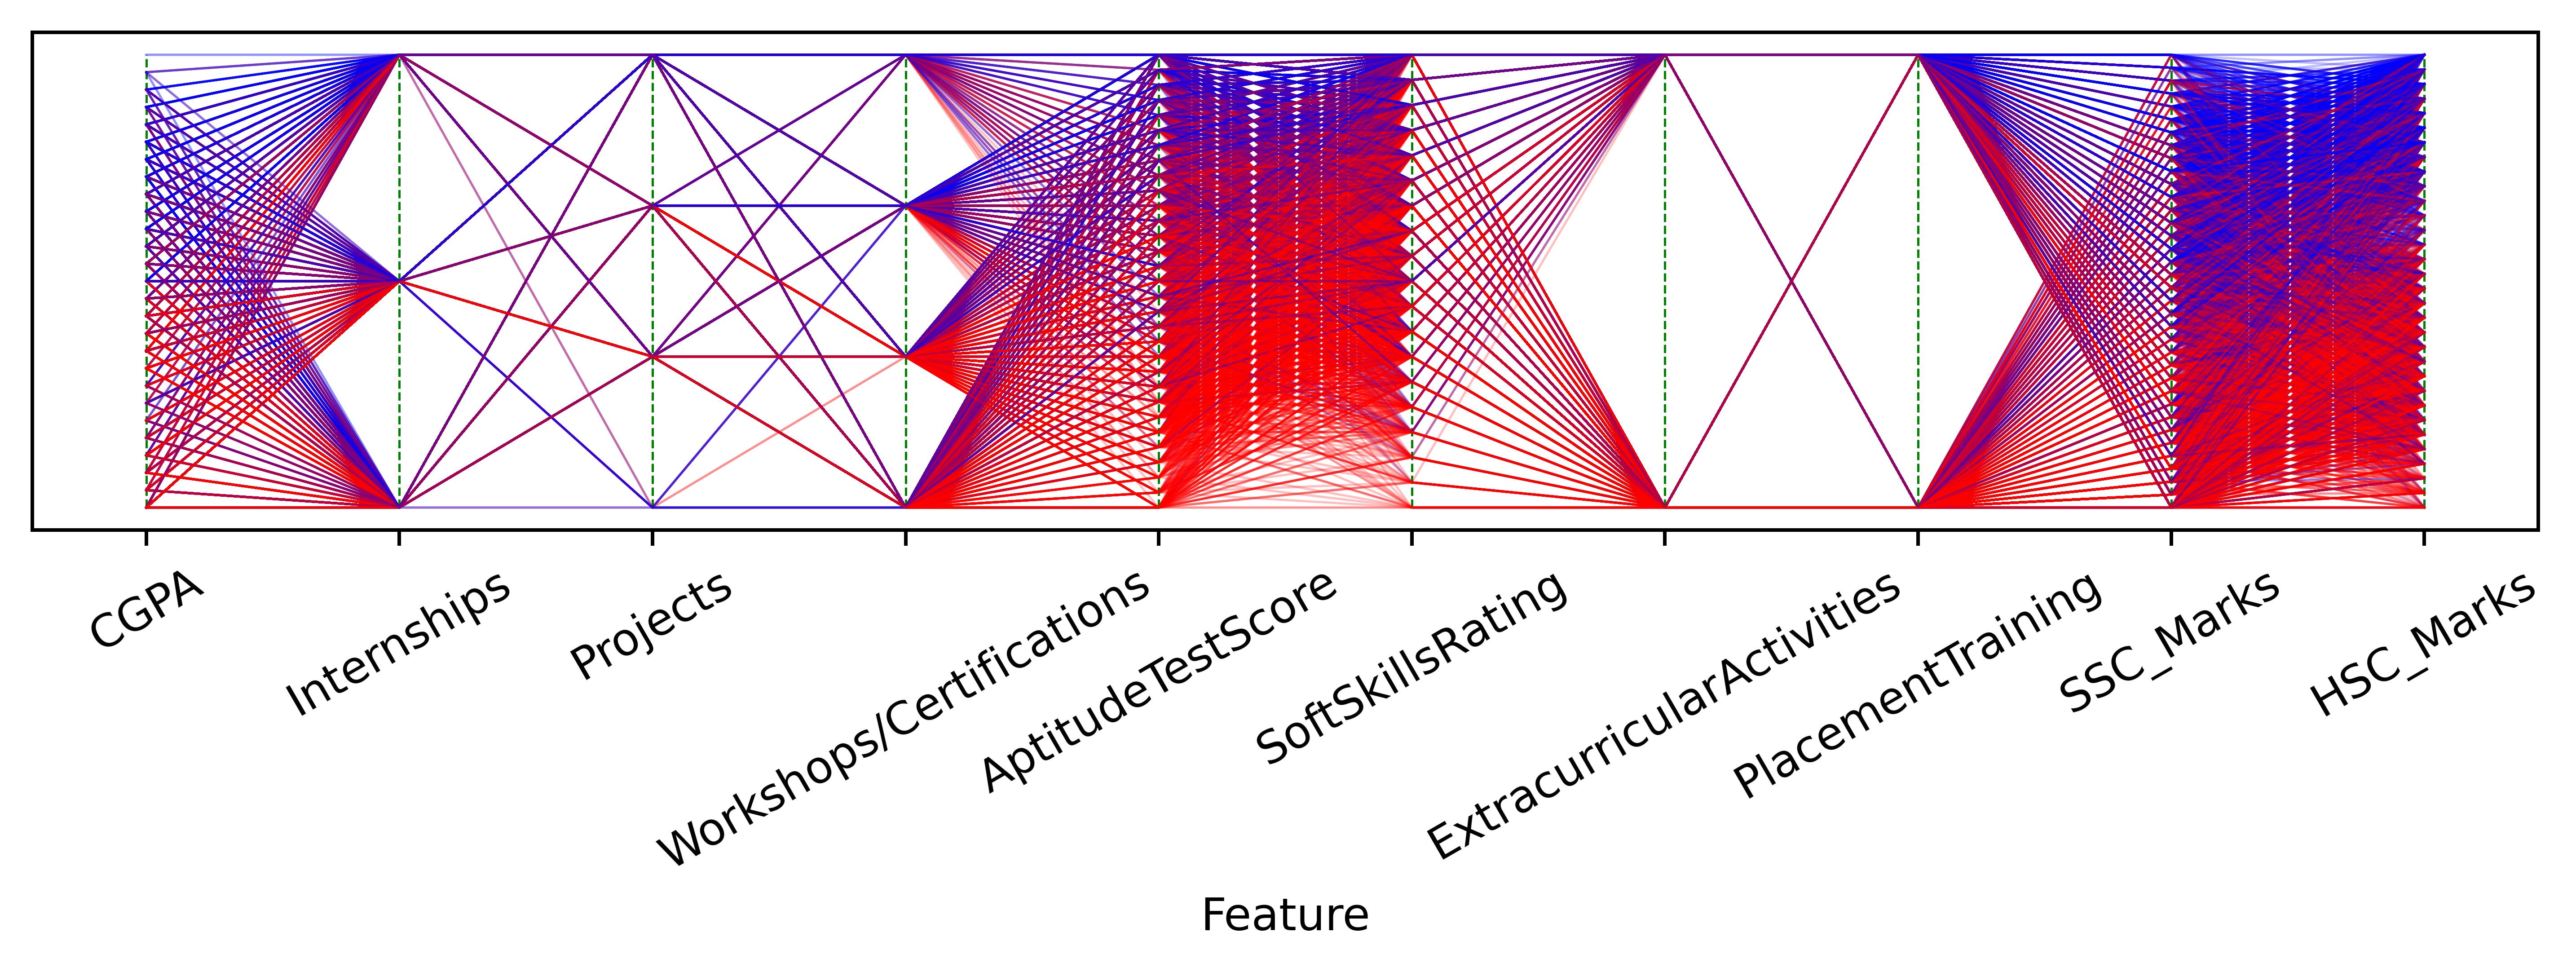 CGPA
Internships
Projects
Workshops/Certifications
AptitudeTestScore
SoftSkillsRating
ExtracurricularActivities
PlacementTraining
SSC_Marks
HSC_Marks
Feature